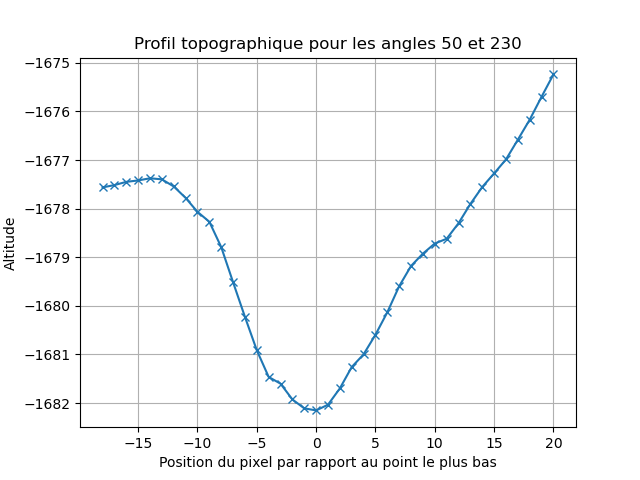 Profil topographique pour les angles 50 et 230
−1675
−1676
−1677
−1678
−1679
−1680
−1681
−1682
Altitude
−15 −10 −5 0 5 10 15 20
Position du pixel par rapport au point le plus bas